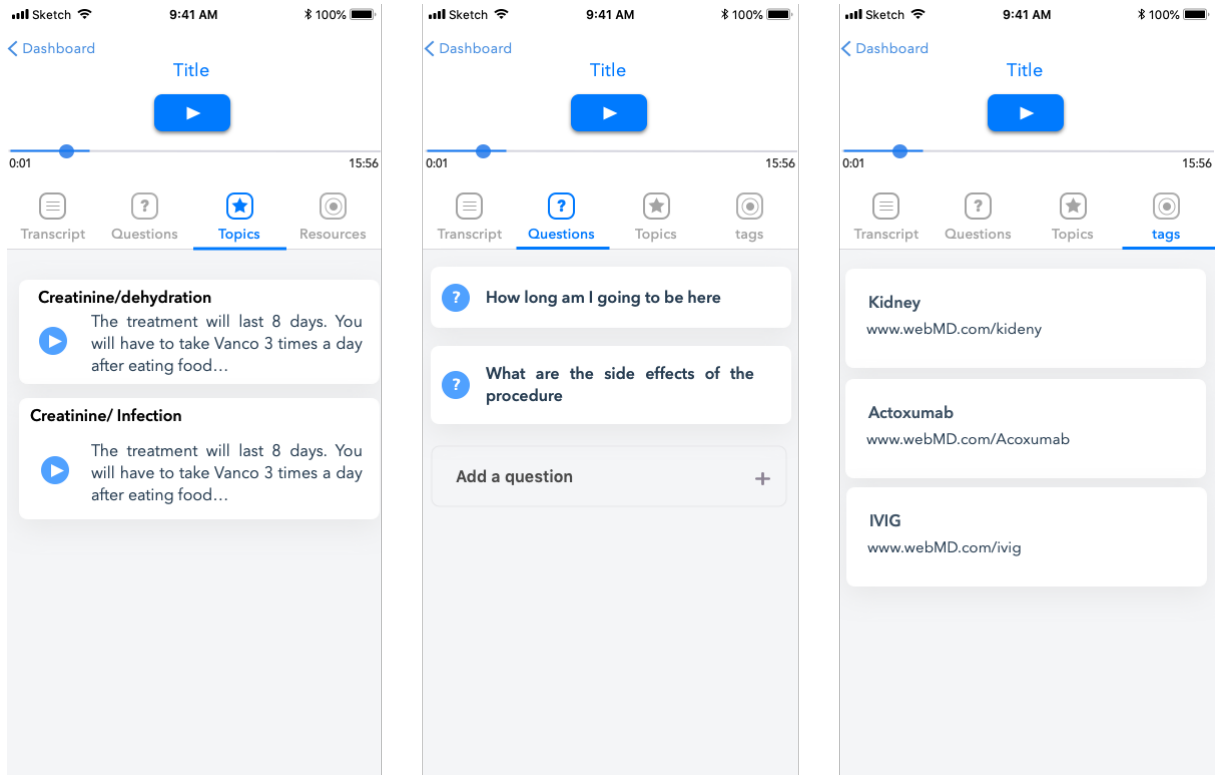 Sketch 9:41 AM 100%
Dashboard
Title
0:01 15:56
Transcript Questions Topics Resources
Creatinine/dehydration
The treatment will last 8 days. You
will have to take Vanco 3 times a day
after eating food...
Creatinine/ Infection
The treatment will last 8 days. You
will have to take Vanco 3 times a day
after eating food...
Sketch 9:41 AM 100%
Dashboard
Title
0:01 15:56
?
Transcript Questions Topics tags
? How long am I going to be here
? What are the side effects of the
procedure
Add a question +
Sketch 9:41 AM 100%
Dashboard
Title
0:01 15:56
?
Transcript Questions Topics tags
Kidney
www.webMD.com/kideny
Actoxumab
www.webMD.com/Acoxumab
IVIG
www.webMD.com/ivig